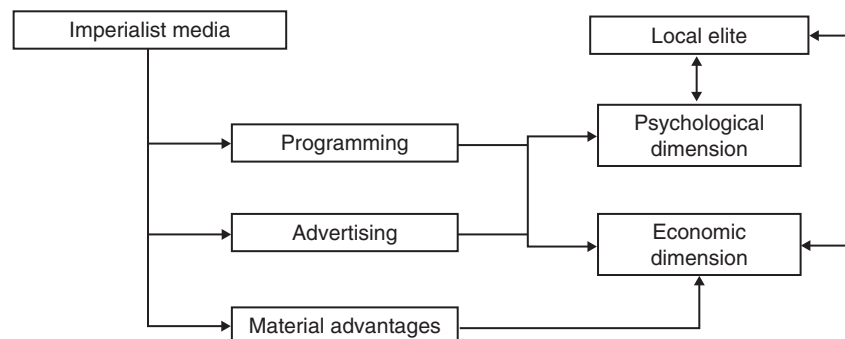 Imperialist media
Local elite
Programming
Psychological
dimension
Advertising
Economic
dimension
Material advantages